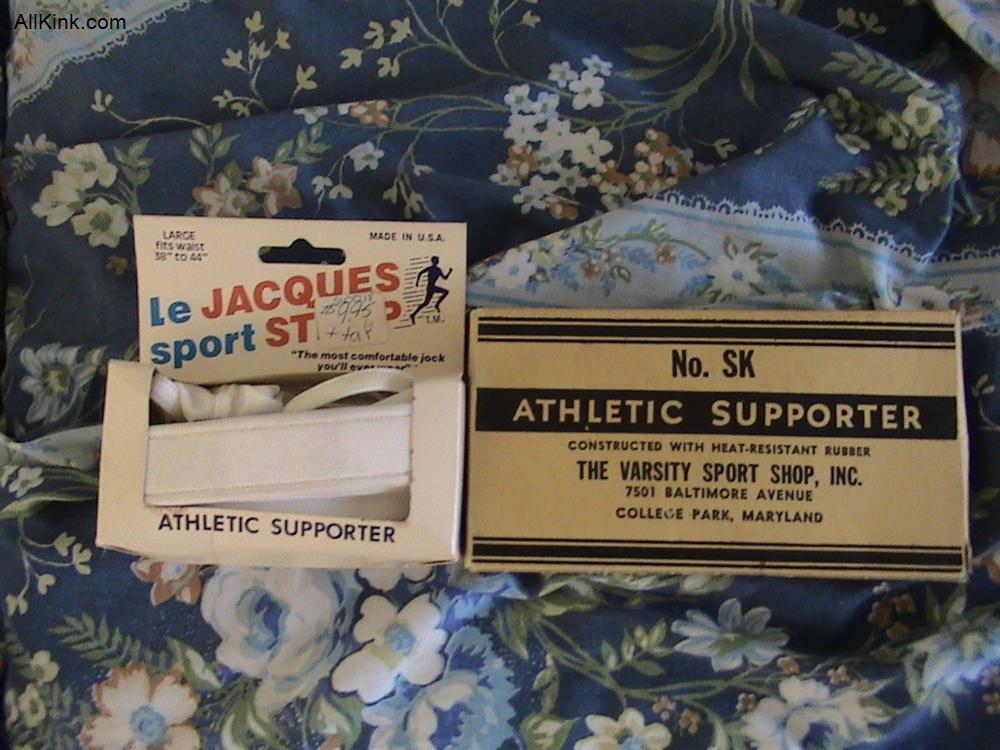 AllKink.com
LARGE
fits waist
38" to 44"
MADE IN U.S.A.
Le JACQUES
sport
T.M.
"The most comfortable jock
you'll ever wear"
ATHLETIC SUPPORTER
995
+ tax
No. SK
ATHLETIC SUPPORTER
CONSTRUCTED WITH HEAT-RESISTANT RUBBER
THE VARSITY SPORT SHOP, INC.
7501 BALTIMORE AVENUE
COLLEGE PARK, MARYLAND